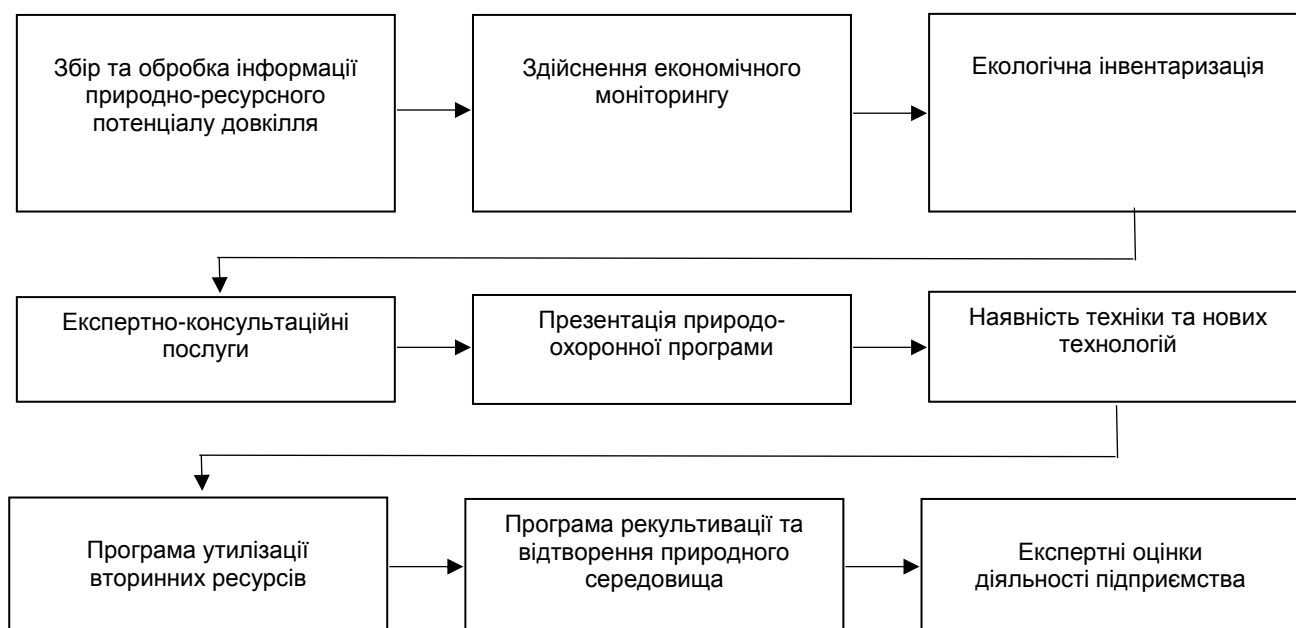 Збір та обробка інформації
природно-ресурсного
потенціалу довкілля
Здійснення економічного
моніторингу
Екологічна інвентаризація
Експертно-консультаційні
послуги
Презентація природо-
охоронної програми
Наявність техніки та нових
технологій
Програма утилізації
вторинних ресурсів
Програма рекультивації та
відтворення природного
середовища
Експертні оцінки
діяльності підприємства